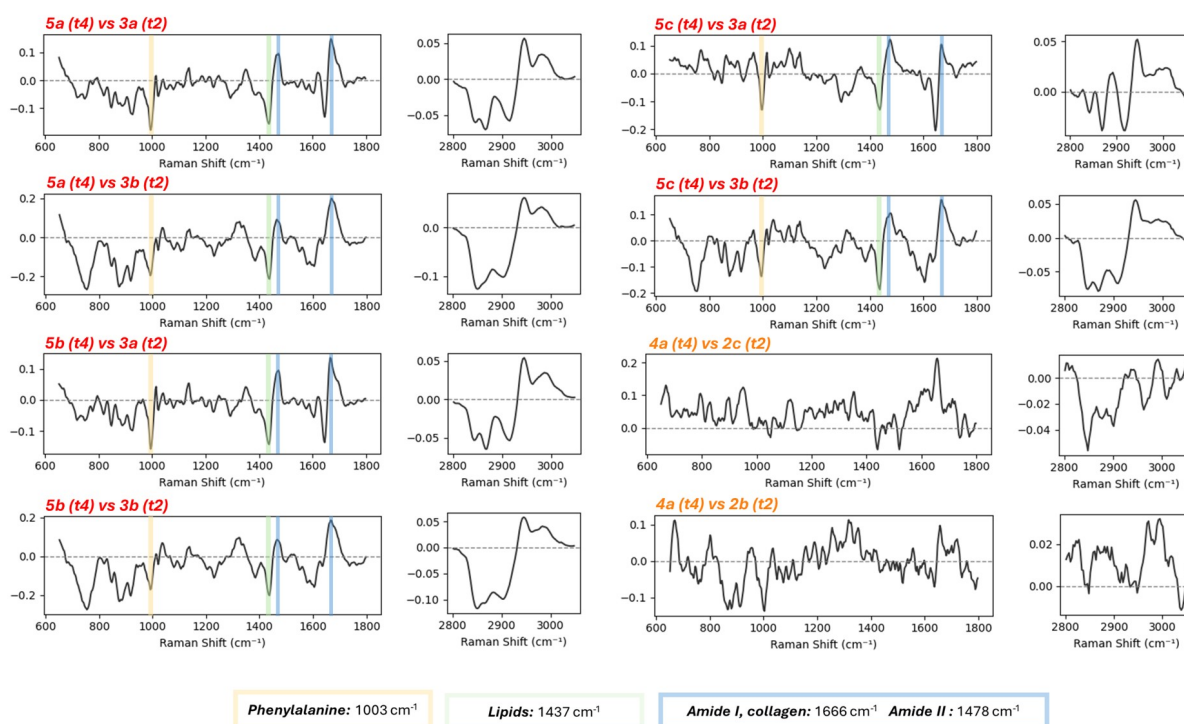 5a (t4) vs 3a (t2)
0.1
0.0
−0.1
600 800 1000 1200 1400 1600 1800
Raman Shift (cm⁻¹)
0.05
0.00
−0.05
2800 2900 3000
Raman Shift (cm⁻¹)
5c (t4) vs 3a (t2)
0.1
0.0
−0.1
−0.2
600 800 1000 1200 1400 1600 1800
Raman Shift (cm⁻¹)
0.05
0.00
2800 2900 3000
Raman Shift (cm⁻¹)
5a (t4) vs 3b (t2)
0.2
0.0
−0.2
600 800 1000 1200 1400 1600 1800
Raman Shift (cm⁻¹)
0.0
−0.1
2800 2900 3000
Raman Shift (cm⁻¹)
5c (t4) vs 3b (t2)
0.1
0.0
−0.1
−0.2
600 800 1000 1200 1400 1600 1800
Raman Shift (cm⁻¹)
0.05
0.00
−0.05
2800 2900 3000
Raman Shift (cm⁻¹)
5b (t4) vs 3a (t2)
0.1
0.0
−0.1
600 800 1000 1200 1400 1600 1800
Raman Shift (cm⁻¹)
0.05
0.00
−0.05
2800 2900 3000
Raman Shift (cm⁻¹)
4a (t4) vs 2c (t2)
0.2
0.1
0.0
600 800 1000 1200 1400 1600 1800
Raman Shift (cm⁻¹)
0.00
−0.02
−0.04
2800 2900 3000
Raman Shift (cm⁻¹)
5b (t4) vs 3b (t2)
0.2
0.0
−0.2
600 800 1000 1200 1400 1600 1800
Raman Shift (cm⁻¹)
0.05
0.00
−0.05
−0.10
2800 2900 3000
Raman Shift (cm⁻¹)
4a (t4) vs 2b (t2)
0.1
0.0
−0.1
600 800 1000 1200 1400 1600 1800
Raman Shift (cm⁻¹)
0.02
0.00
2800 2900 3000
Raman Shift (cm⁻¹)
Phenylalanine: 1003 cm⁻¹
Lipids: 1437 cm⁻¹
Amide I, collagen: 1666 cm⁻¹ Amide II : 1478 cm⁻¹